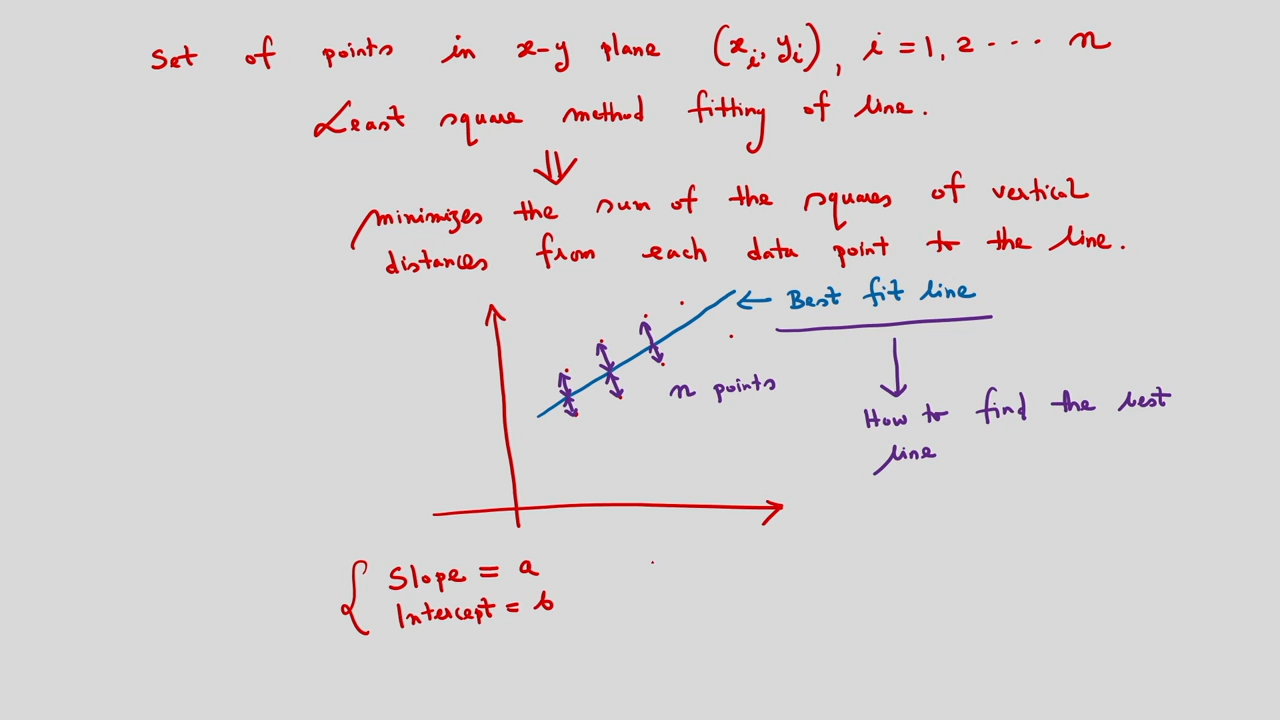 Set of points in x-y plane (xi, yi), i = 1, 2 ... n
Least square method fitting of line.
⇓
minimizes the sum of the squares of vertical
distances from each data point to the line.
← Best fit line
n points
How to find the best
line
Slope = a
Intercept = b